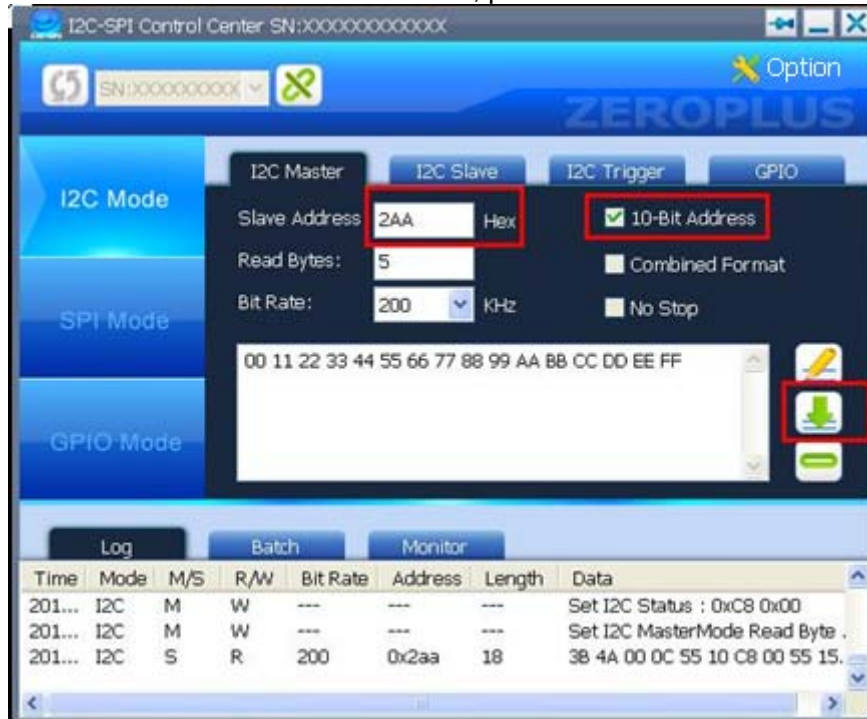 I2C-SPI Control Center SN:XXXXXXXXXXXX
SN:XXXXXXXXX
Option
ZEROPLUS
I2C Master I2C Slave I2C Trigger GPIO
I2C Mode
Slave Address 2AA Hex 10-Bit Address
Read Bytes: 5 Combined Format
Bit Rate: 200 KHz No Stop
SPI Mode
00 11 22 33 44 55 66 77 88 99 AA BB CC DD EE FF
GPIO Mode
Log Batch Monitor
Time Mode M/S R/W Bit Rate Address Length Data
201... I2C M W --- --- --- Set I2C Status : 0xC8 0x00
201... I2C M W --- --- --- Set I2C MasterMode Read Byte .
201... I2C S R 200 0x2aa 18 3B 4A 00 0C 55 10 C8 00 55 15.